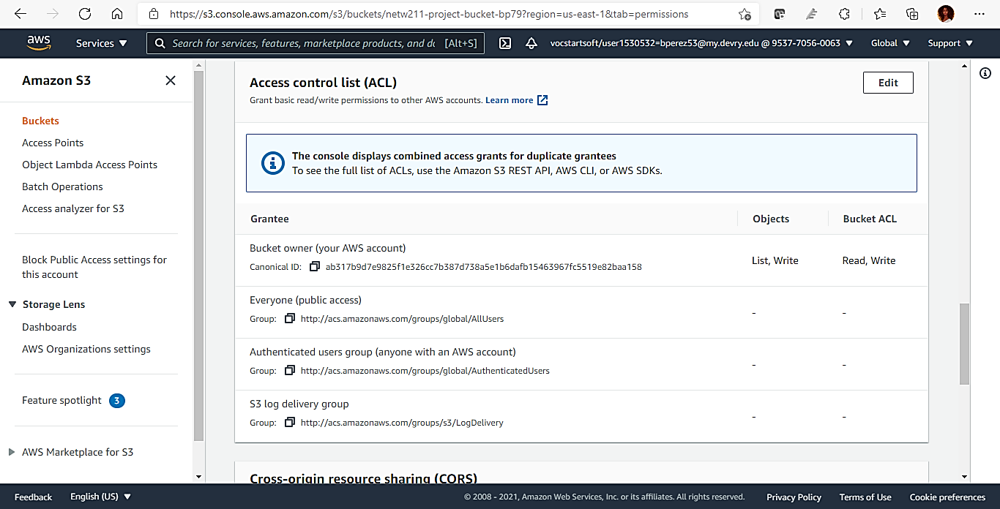 https://s3.console.aws.amazon.com/s3/buckets/netw211-project-bucket-bp79?region=us-east-1&tab=permissions
aws
Services
Search for services, features, marketplace products, and dc [Alt+S]
vocstartsoft/user1530532=bperez53@my.devry.edu @ 9537-7056-0063
Global
Support
Amazon S3
Buckets
Access Points
Object Lambda Access Points
Batch Operations
Access analyzer for S3
Block Public Access settings for
this account
Storage Lens
Dashboards
AWS Organizations settings
Feature spotlight 3
AWS Marketplace for S3
Access control list (ACL)
Edit
Grant basic read/write permissions to other AWS accounts. Learn more
The console displays combined access grants for duplicate grantees
To see the full list of ACLs, use the Amazon S3 REST API, AWS CLI, or AWS SDKs.
Grantee Objects Bucket ACL
Bucket owner (your AWS account)
Canonical ID: ab317b9d7e9825f1e326cc7b387d738a5e1b6dafb15463967fc5519e82baa158
List, Write Read, Write
Everyone (public access)
Group: http://acs.amazonaws.com/groups/global/AllUsers
- -
Authenticated users group (anyone with an AWS account)
Group: http://acs.amazonaws.com/groups/global/AuthenticatedUsers
- -
S3 log delivery group
Group: http://acs.amazonaws.com/groups/s3/LogDelivery
- -
Cross-origin resource sharing (CORS)
Feedback English (US) © 2008 - 2021, Amazon Web Services, Inc. or its affiliates. All rights reserved. Privacy Policy Terms of Use Cookie preferences